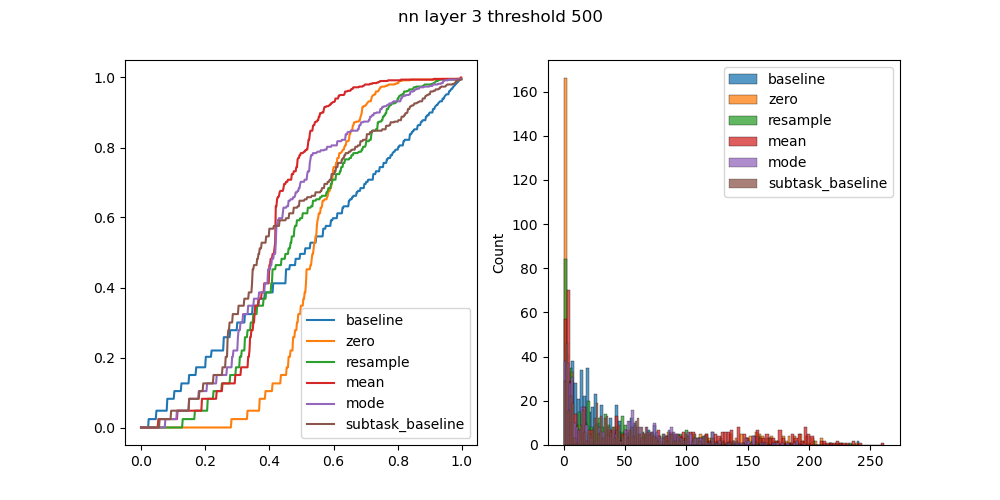 nn layer 3 threshold 500
1.0
0.8
0.6
0.4
0.2
0.0
0.0 0.2 0.4 0.6 0.8 1.0
baseline
zero
resample
mean
mode
subtask_baseline
Count
160
140
120
100
80
60
40
20
0
0 50 100 150 200 250
baseline
zero
resample
mean
mode
subtask_baseline